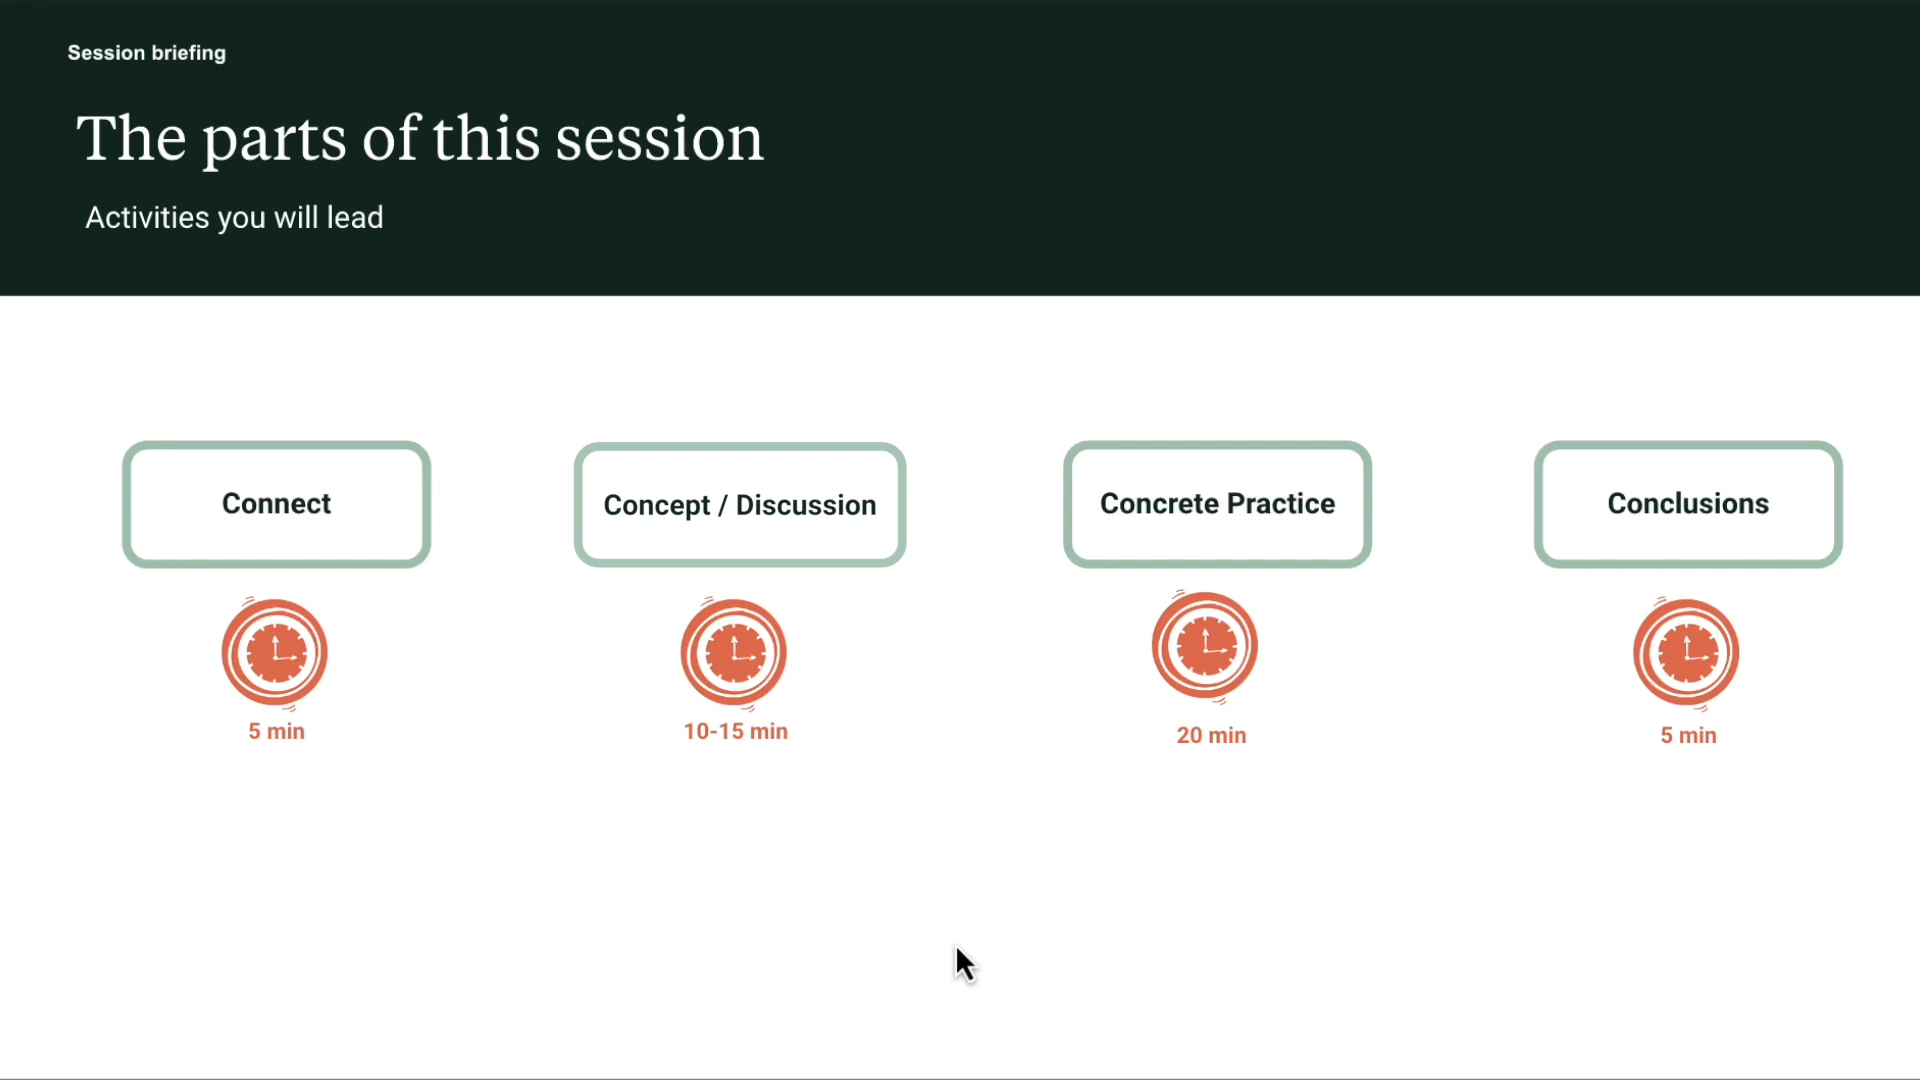 Session briefing
The parts of this session
Activities you will lead
Connect
Concept / Discussion
Concrete Practice
Conclusions
5 min
10-15 min
20 min
5 min